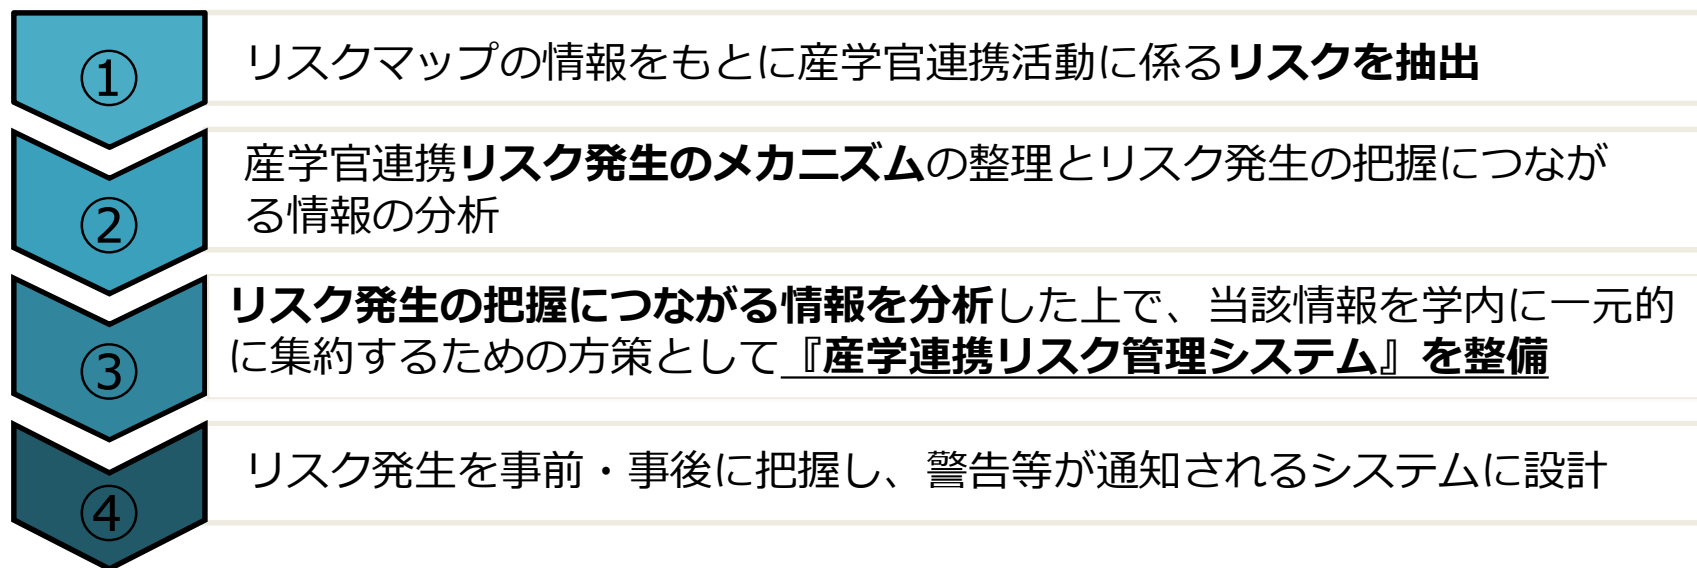 ①
リスクマップの情報をもとに産学官連携活動に係るリスクを抽出
②
産学官連携リスク発生のメカニズムの整理とリスク発生の把握につなが
る情報の分析
③
リスク発生の把握につながる情報を分析した上で、当該情報を学内に一元的
に集約するための方策として『産学連携リスク管理システム』を整備
④
リスク発生を事前・事後に把握し、警告等が通知されるシステムに設計